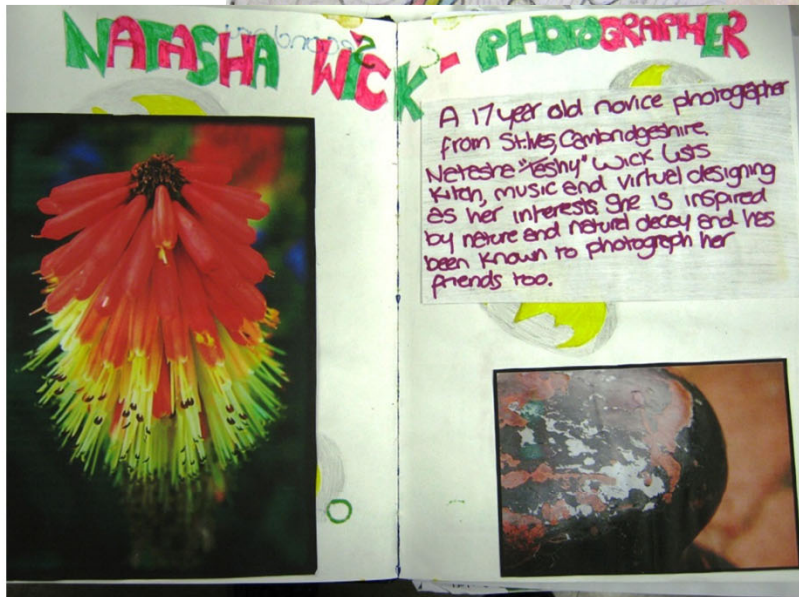 NATASHA WICK - PHOTOGRAPHER
A 17 year old novice photographer
from St.Ives, Cambridgeshire.
Natasha "Tashy" Wick lists
Kitch, music and virtual designing
as her interests. She is inspired
by nature and natural decay and has
been known to photograph her
friends too.